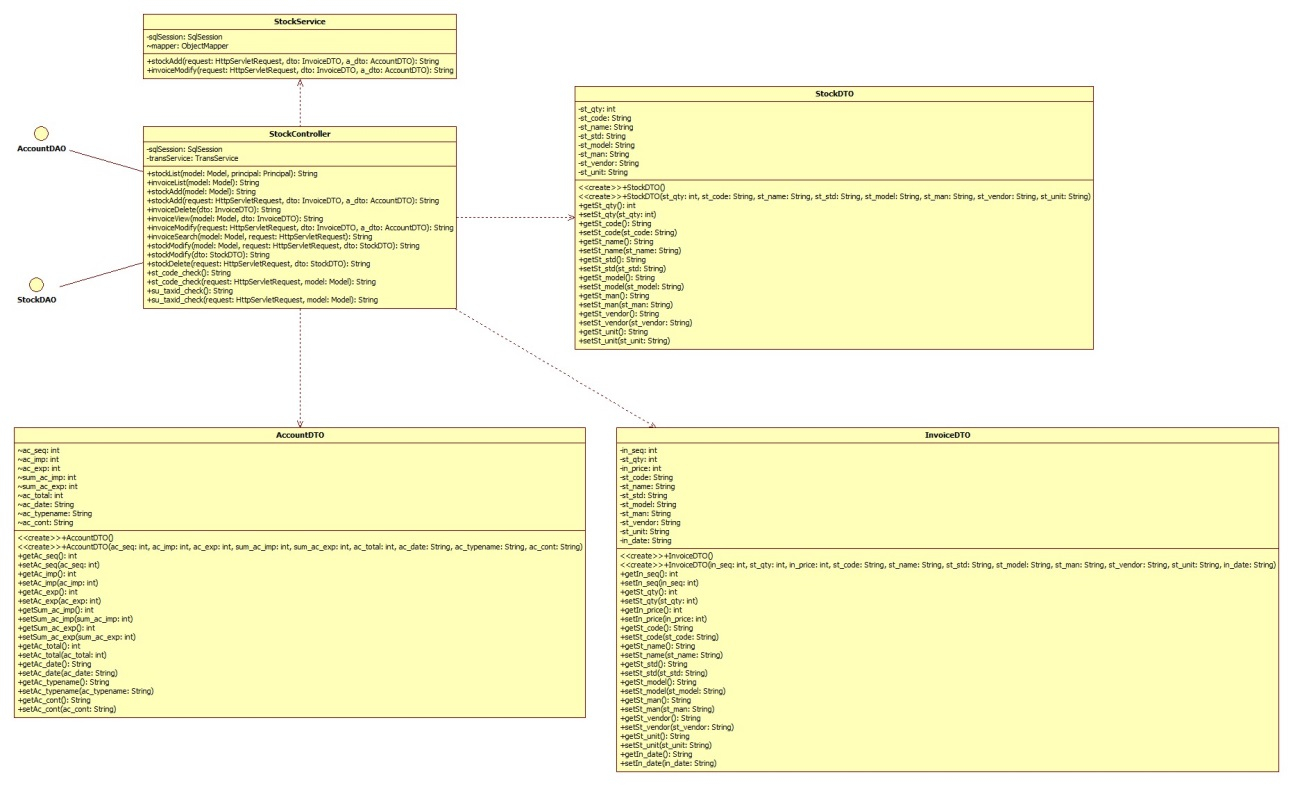 StockService
-sqlSession: SqlSession
~mapper: ObjectMapper
+stockAdd(request: HttpServletRequest, dto: InvoiceDTO, a_dto: AccountDTO): String
+invoiceModify(request: HttpServletRequest, dto: InvoiceDTO, a_dto: AccountDTO): String
AccountDAO
StockDAO
StockController
-sqlSession: SqlSession
-transService: TransService
+stockList(model: Model, principal: Principal): String
+invoiceList(model: Model): String
+stockAdd(model: Model): String
+stockAdd(request: HttpServletRequest, dto: InvoiceDTO, a_dto: AccountDTO): String
+invoiceDelete(dto: InvoiceDTO): String
+invoiceView(model: Model, dto: InvoiceDTO): String
+invoiceModify(request: HttpServletRequest, dto: InvoiceDTO, a_dto: AccountDTO): String
+invoiceSearch(model: Model, request: HttpServletRequest): String
+stockModify(model: Model, request: HttpServletRequest, dto: StockDTO): String
+stockModify(dto: StockDTO): String
+stockDelete(request: HttpServletRequest, dto: StockDTO): String
+st_code_check(): String
+st_code_check(request: HttpServletRequest, model: Model): String
+su_taxid_check(): String
+su_taxid_check(request: HttpServletRequest, model: Model): String
StockDTO
-st_qty: int
-st_code: String
-st_name: String
-st_std: String
-st_model: String
-st_man: String
-st_vendor: String
-st_unit: String
<<create>>+StockDTO()
<<create>>+StockDTO(st_qty: int, st_code: String, st_name: String, st_std: String, st_model: String, st_man: String, st_vendor: String, st_unit: String)
+getSt_qty(): int
+setSt_qty(st_qty: int)
+getSt_code(): String
+setSt_code(st_code: String)
+getSt_name(): String
+setSt_name(st_name: String)
+getSt_std(): String
+setSt_std(st_std: String)
+getSt_model(): String
+setSt_model(st_model: String)
+getSt_man(): String
+setSt_man(st_man: String)
+getSt_vendor(): String
+setSt_vendor(st_vendor: String)
+getSt_unit(): String
+setSt_unit(st_unit: String)
AccountDTO
~ac_seq: int
~ac_imp: int
~ac_exp: int
~sum_ac_imp: int
~sum_ac_exp: int
~ac_total: int
~ac_date: String
~ac_typename: String
~ac_cont: String
<<create>>+AccountDTO()
<<create>>+AccountDTO(ac_seq: int, ac_imp: int, ac_exp: int, sum_ac_imp: int, sum_ac_exp: int, ac_total: int, ac_date: String, ac_typename: String, ac_cont: String)
+getAc_seq(): int
+setAc_seq(ac_seq: int)
+getAc_imp(): int
+setAc_imp(ac_imp: int)
+getAc_exp(): int
+setAc_exp(ac_exp: int)
+getSum_ac_imp(): int
+setSum_ac_imp(sum_ac_imp: int)
+getSum_ac_exp(): int
+setSum_ac_exp(sum_ac_exp: int)
+getAc_total(): int
+setAc_total(ac_total: int)
+getAc_date(): String
+setAc_date(ac_date: String)
+getAc_typename(): String
+setAc_typename(ac_typename: String)
+getAc_cont(): String
+setAc_cont(ac_cont: String)
InvoiceDTO
-in_seq: int
-st_qty: int
-in_price: int
-st_code: String
-st_name: String
-st_std: String
-st_model: String
-st_man: String
-st_vendor: String
-st_unit: String
-in_date: String
<<create>>+InvoiceDTO()
<<create>>+InvoiceDTO(in_seq: int, st_qty: int, in_price: int, st_code: String, st_name: String, st_std: String, st_model: String, st_man: String, st_vendor: String, st_unit: String, in_date: String)
+getIn_seq(): int
+setIn_seq(in_seq: int)
+getSt_qty(): int
+setSt_qty(st_qty: int)
+getIn_price(): int
+setIn_price(in_price: int)
+getSt_code(): String
+setSt_code(st_code: String)
+getSt_name(): String
+setSt_name(st_name: String)
+getSt_std(): String
+setSt_std(st_std: String)
+getSt_model(): String
+setSt_model(st_model: String)
+getSt_man(): String
+setSt_man(st_man: String)
+getSt_vendor(): String
+setSt_vendor(st_vendor: String)
+getSt_unit(): String
+setSt_unit(st_unit: String)
+getIn_date(): String
+setIn_date(in_date: String)